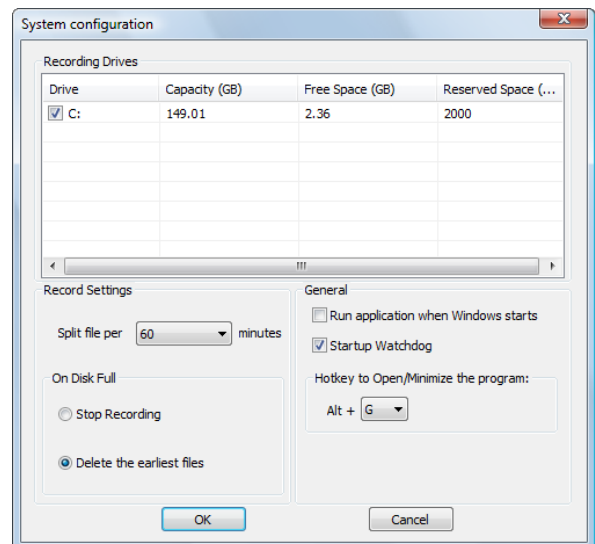 System configuration
Recording Drives
Drive Capacity (GB) Free Space (GB) Reserved Space (...
C: 149.01 2.36 2000
Record Settings
Split file per 60 minutes
On Disk Full
Stop Recording
Delete the earliest files
General
Run application when Windows starts
Startup Watchdog
Hotkey to Open/Minimize the program:
Alt + G
OK Cancel